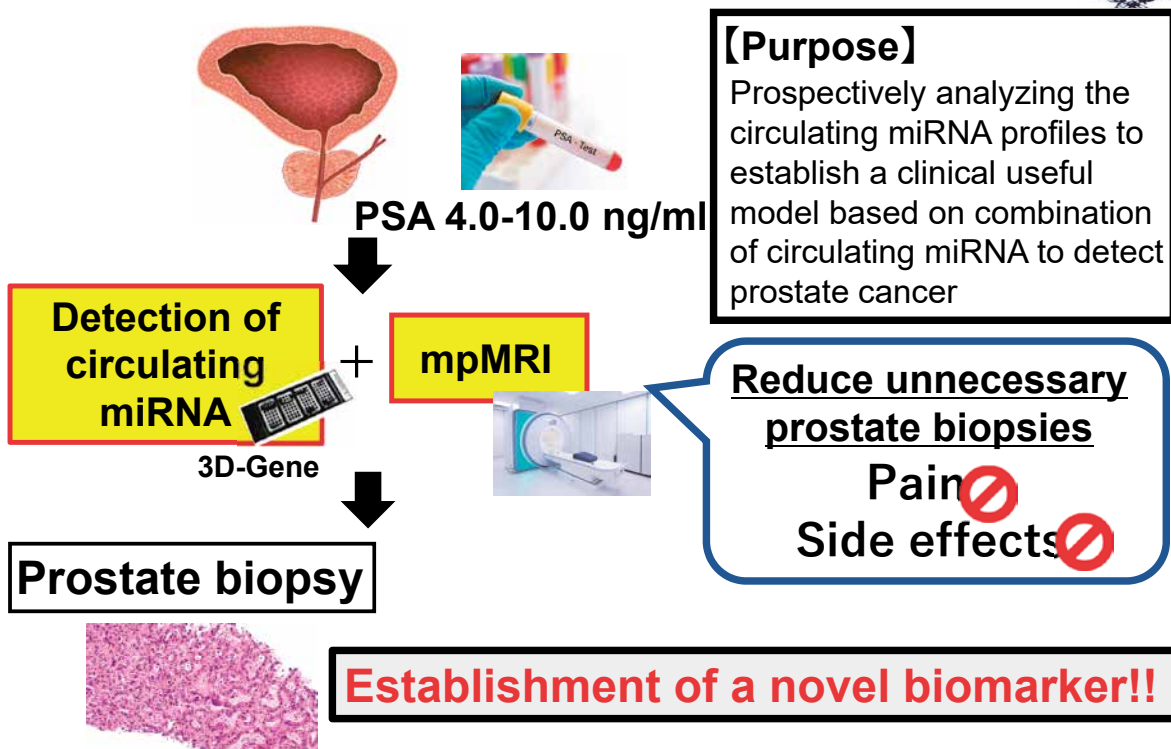 【Purpose】
Prospectively analyzing the
circulating miRNA profiles to
establish a clinical useful
model based on combination
of circulating miRNA to detect
prostate cancer
PSA - Test
PSA 4.0-10.0 ng/ml
Detection of
circulating
miRNA
+
mpMRI
3D-Gene
Reduce unnecessary
prostate biopsies
Pain
Side effects
Prostate biopsy
Establishment of a novel biomarker!!